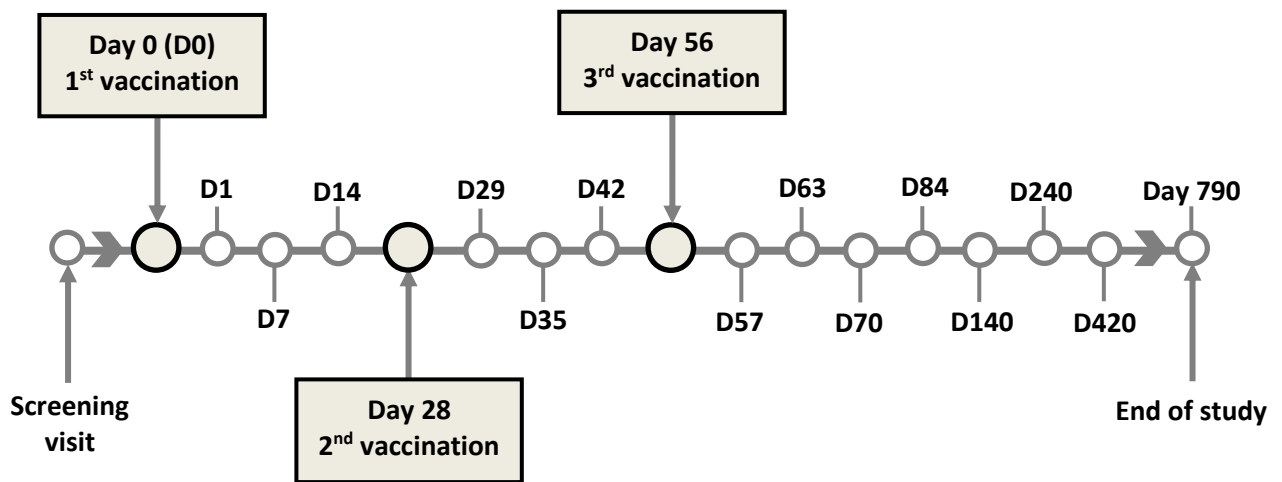 Day 0 (D0)
1st vaccination
Day 56
3rd vaccination
D1
D14
D29
D42
D63
D84
D240
Day 790
D7
D35
D57
D70
D140
D420
Screening
visit
Day 28
2nd vaccination
End of study